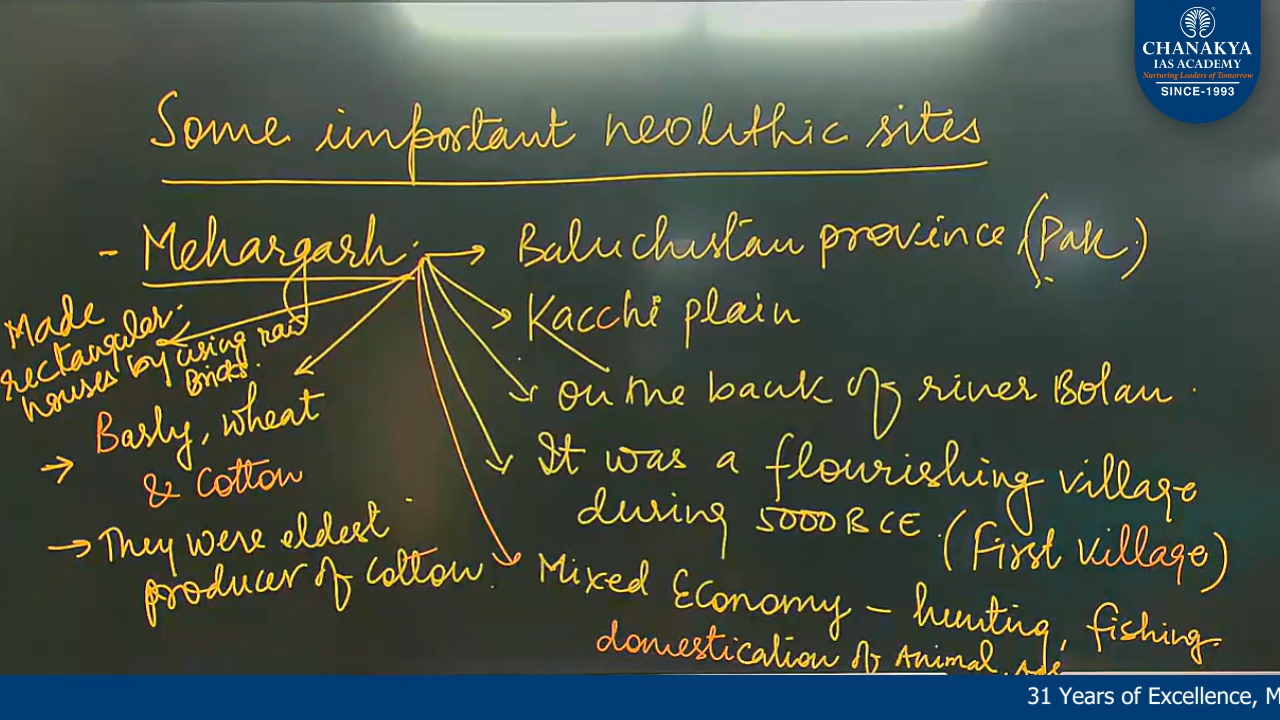 CHANAKYA
IAS ACADEMY
Nurturing Leaders of Tomorrow
SINCE-1993
Some important neolithic sites
- Mehargarh.
→ Baluchistan province (Pak.)
→ Kacchi plain
→ on the bank of river Bolan.
→ It was a flourishing village
during 5000 BCE. (First village)
→ Mixed Economy - hunting, fishing.
domestication of Animal,
Made
rectangular
houses by using raw
Bricks.
→ Barly, wheat
& Cotton
→ They were eldest
producer of cotton.
31 Years of Excellence, M